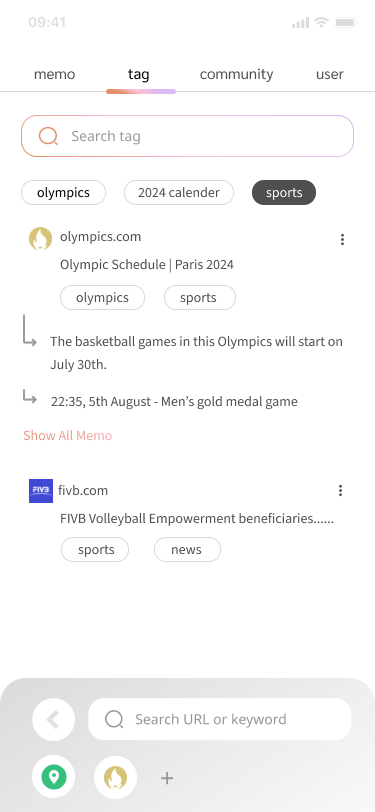 09:41
memo tag community user
Search tag
olympics 2024 calender sports
olympics.com
Olympic Schedule | Paris 2024
olympics sports
The basketball games in this Olympics will start on
July 30th.
22:35, 5th August - Men's gold medal game
Show All Memo
FIVB fivb.com
FIVB Volleyball Empowerment beneficiaries......
sports news
Search URL or keyword